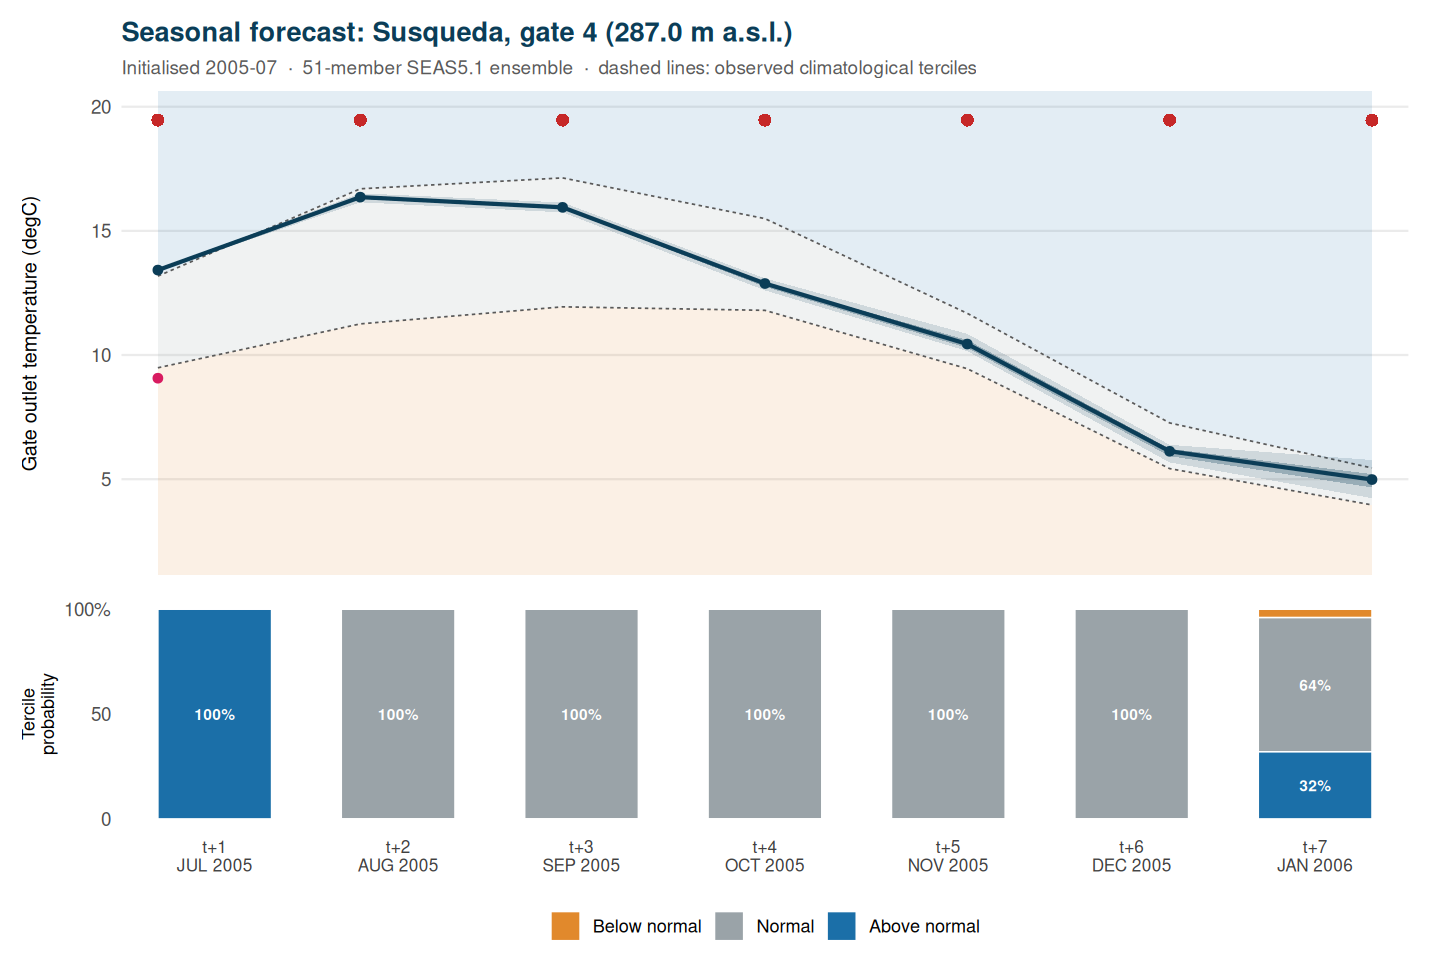 Seasonal forecast: Susqueda, gate 4 (287.0 m a.s.l.)
Initialised 2005-07 · 51-member SEAS5.1 ensemble · dashed lines: observed climatological terciles
Gate outlet temperature (degC)
20
15
10
5
Tercile
probability
100%
50
0
100%
100%
100%
100%
100%
100%
64%
32%
t+1
JUL 2005
t+2
AUG 2005
t+3
SEP 2005
t+4
OCT 2005
t+5
NOV 2005
t+6
DEC 2005
t+7
JAN 2006
Below normal
Normal
Above normal